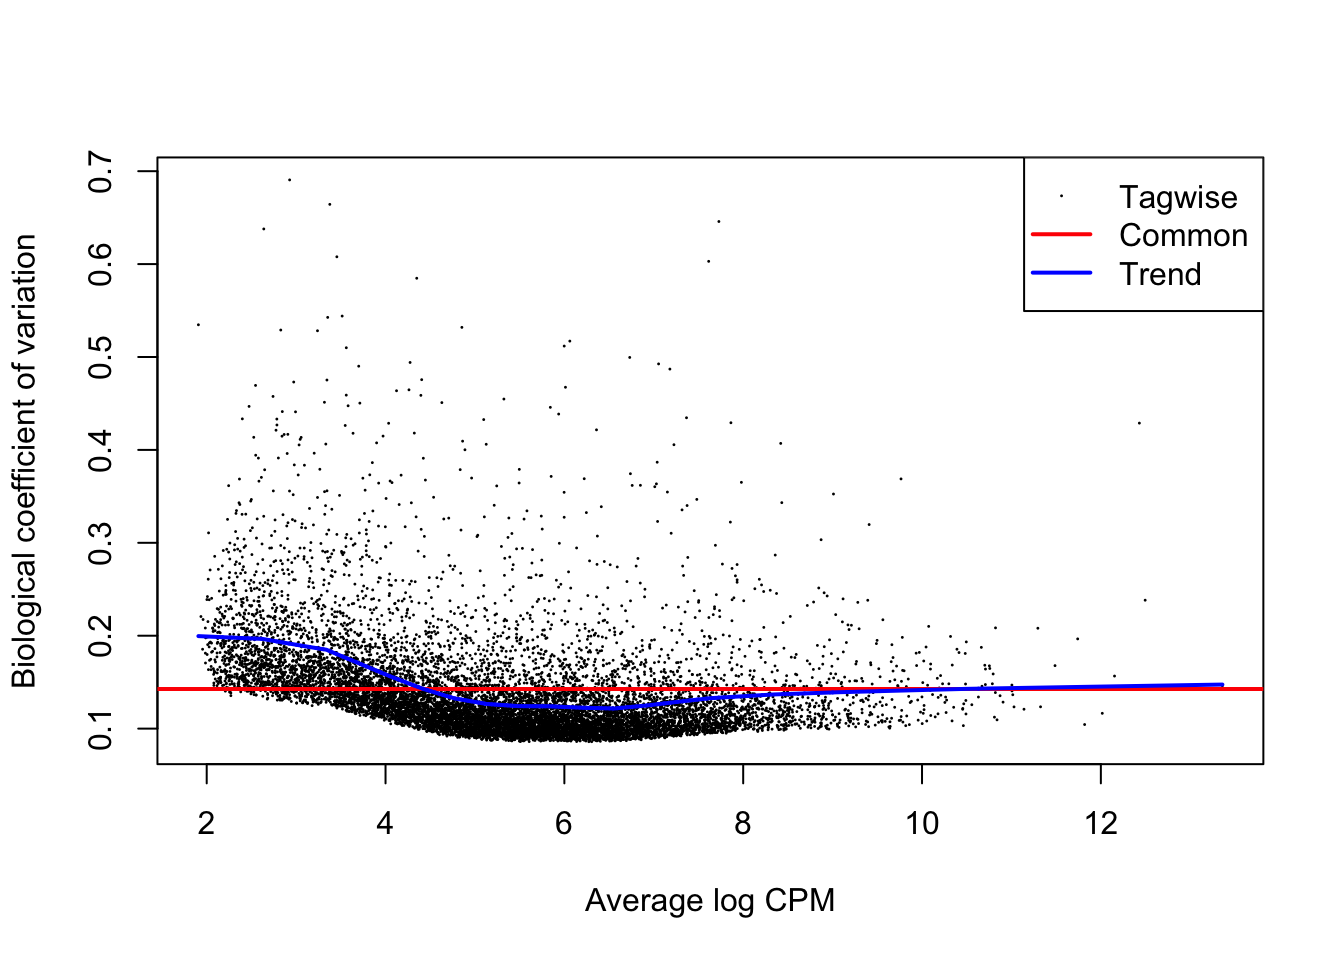 Biological coefficient of variation
0.7
0.6
0.5
0.4
0.3
0.2
0.1
Tagwise
Common
Trend
2 4 6 8 10 12
Average log CPM